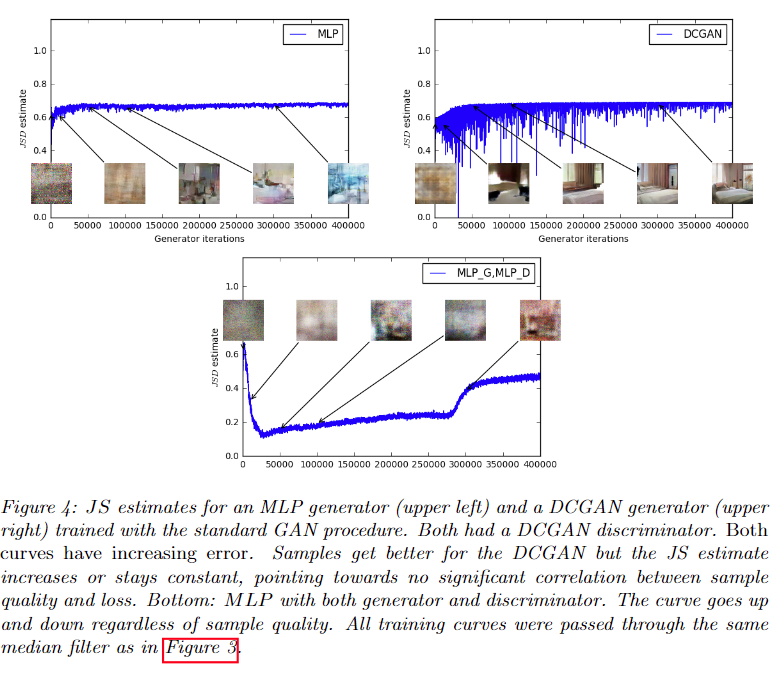 MLP
JSD estimate
1.0
0.8
0.6
0.4
0.2
0.0
0 50000 100000 150000 200000 250000 300000 350000 400000
Generator iterations
DCGAN
JSD estimate
1.0
0.8
0.6
0.4
0.2
0.0
0 50000 100000 150000 200000 250000 300000 350000 400000
Generator iterations
MLP_G,MLP_D
JSD estimate
1.0
0.6
0.4
0.2
0.0
0 50000 100000 150000 200000 250000 300000 350000 400000
Figure 4: JS estimates for an MLP generator (upper left) and a DCGAN generator (upper
right) trained with the standard GAN procedure. Both had a DCGAN discriminator. Both
curves have increasing error. Samples get better for the DCGAN but the JS estimate
increases or stays constant, pointing towards no significant correlation between sample
quality and loss. Bottom: MLP with both generator and discriminator. The curve goes up
and down regardless of sample quality. All training curves were passed through the same
median filter as in Figure 3.